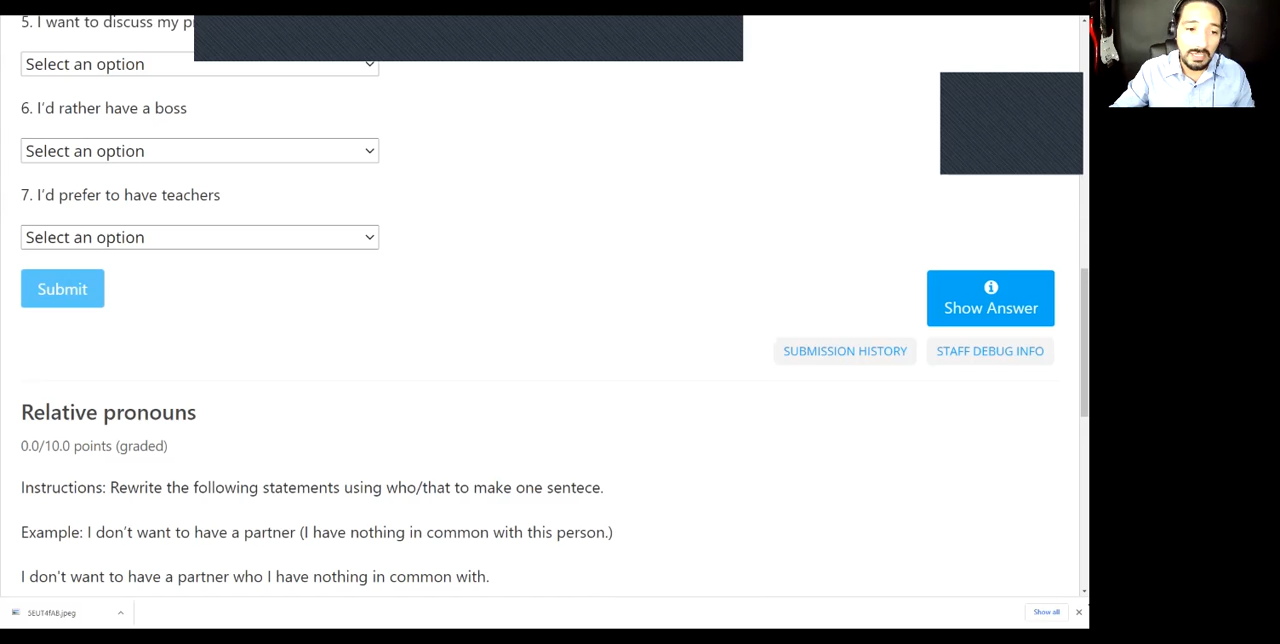 5. I want to discuss my
Select an option
6. I'd rather have a boss
Select an option
7. I'd prefer to have teachers
Select an option
Submit
Show Answer
SUBMISSION HISTORY
STAFF DEBUG INFO
Relative pronouns
0.0/10.0 points (graded)
Instructions: Rewrite the following statements using who/that to make one sentece.
Example: I don't want to have a partner (I have nothing in common with this person.)
I don't want to have a partner who I have nothing in common with.
5EUT4fAB.jpeg
Show all